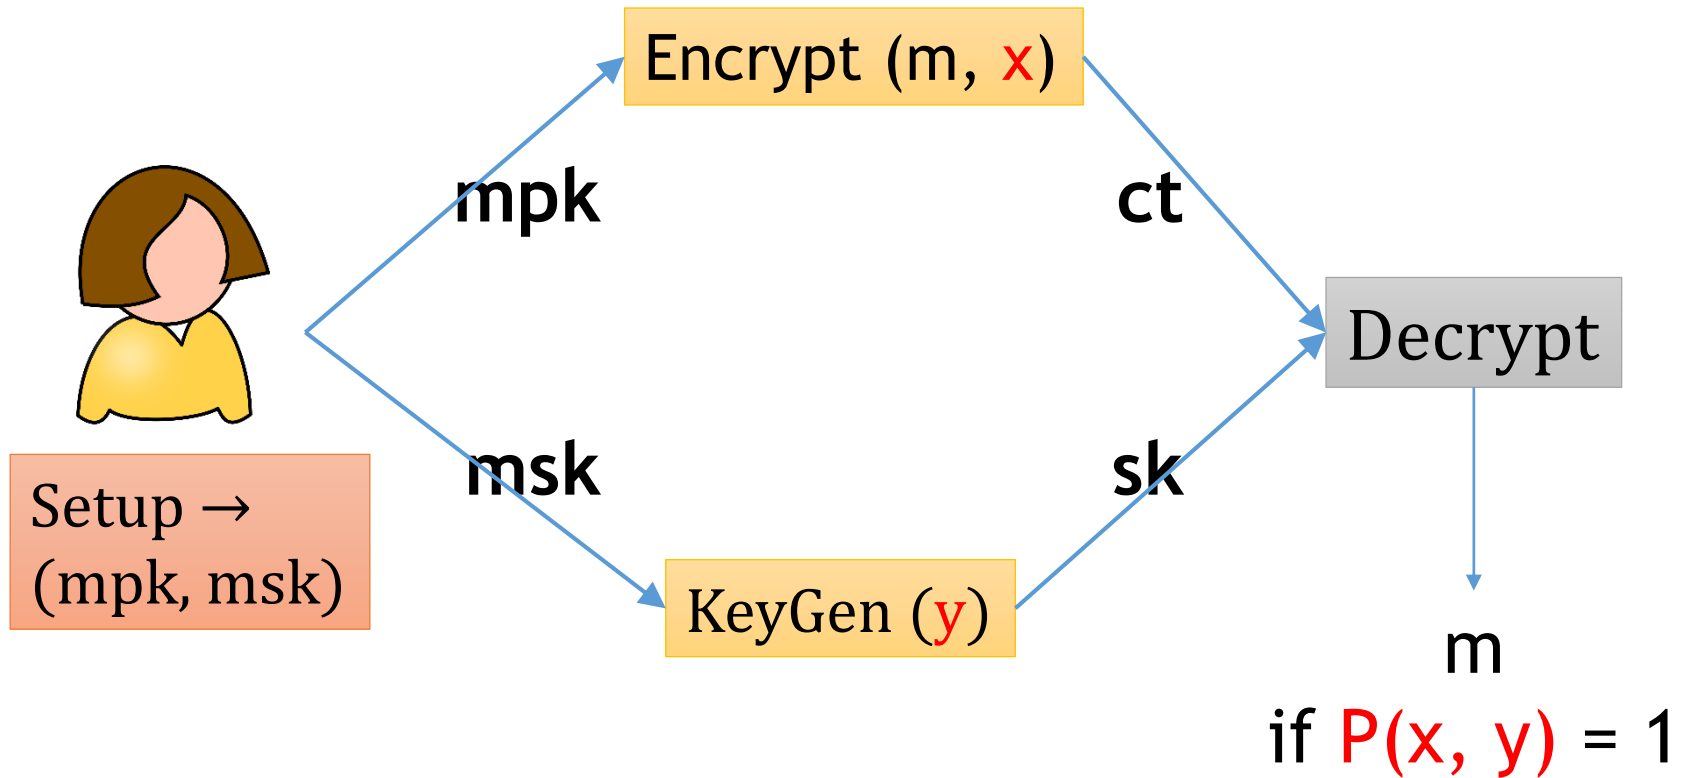 Encrypt (m, x)
mpk
ct
Decrypt
Setup →
(mpk, msk)
msk
sk
KeyGen (y)
m
if P(x, y) = 1